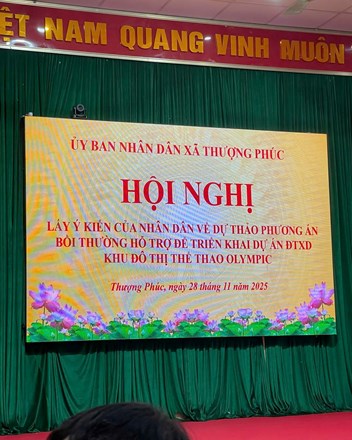 VIỆT NAM QUANG VINH MUÔN
ỦY BAN NHÂN DÂN XÃ THƯỢNG PHÚC
HỘI NGHỊ
LẤY Ý KIẾN CỦA NHÂN DÂN VỀ DỰ THẢO PHƯƠNG ÁN
BỒI THƯỜNG HỖ TRỢ ĐỂ TRIỂN KHAI DỰ ÁN ĐTXD
KHU ĐÔ THỊ THỂ THAO OLYMPIC
Thượng Phúc, ngày 28 tháng 11 năm 2025